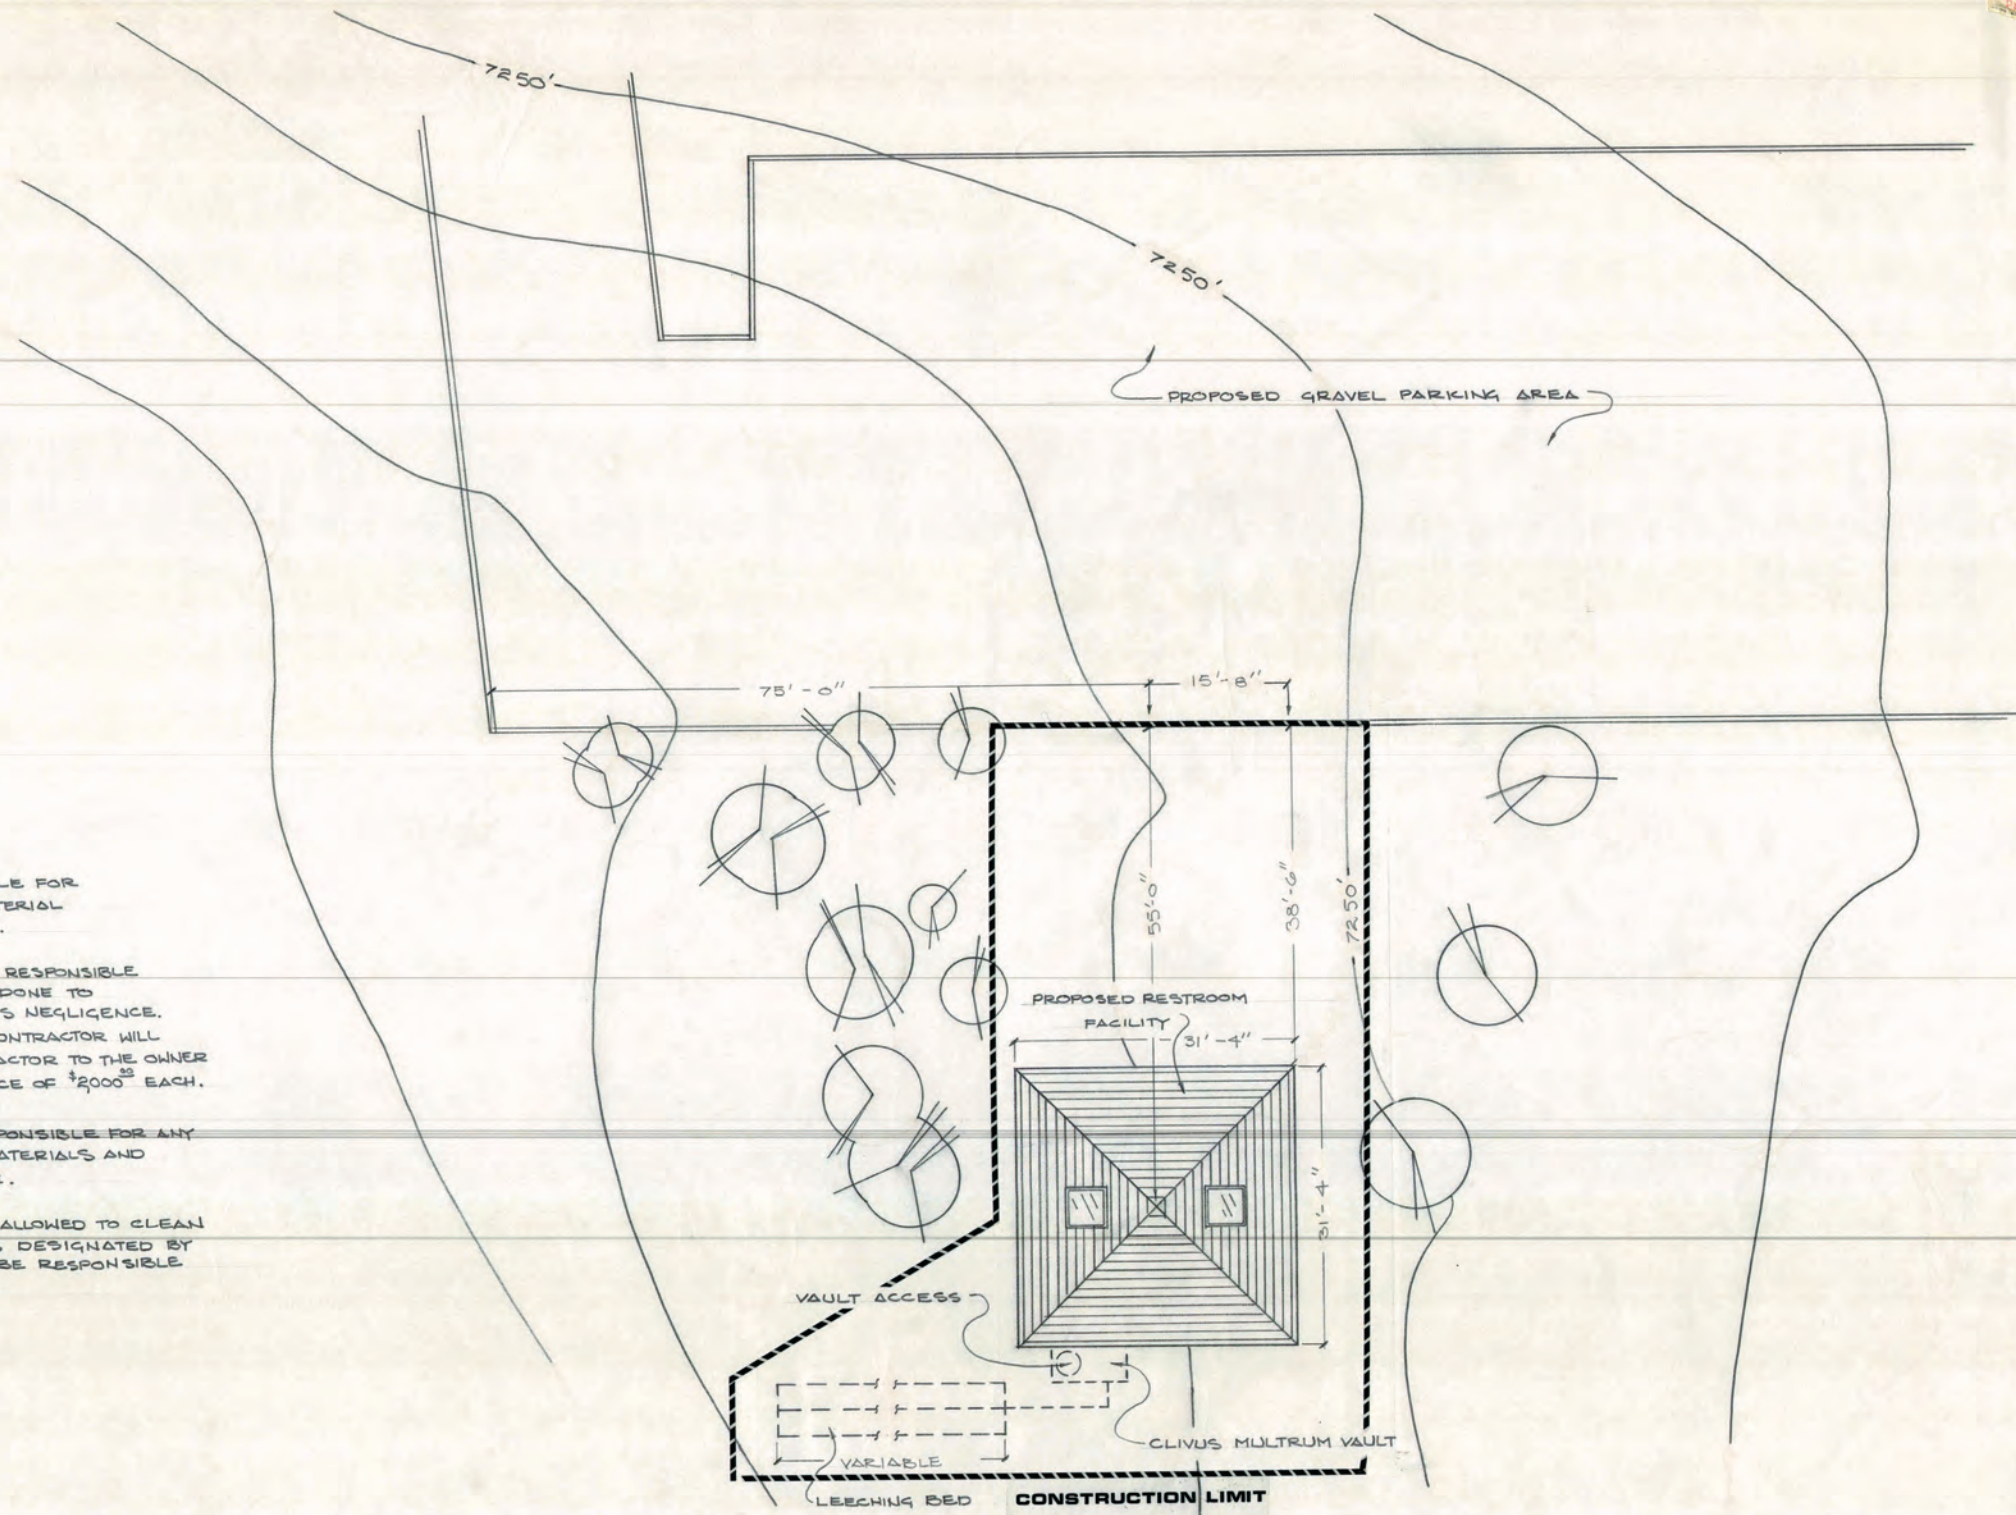 7250'
7250'
PROPOSED GRAVEL PARKING AREA
75'-0"
15'-8"
55'-0"
38'-6"
7250'
PROPOSED RESTROOM
FACILITY
31'-4"
31'-4"
VAULT ACCESS
CLIVUS MULTRUM VAULT
VARIABLE
LEECHING BED
CONSTRUCTION LIMIT
LE FOR
TERIAL
.
RESPONSIBLE
DONE TO
S NEGLIGENCE.
ONTRACTOR WILL
ACTOR TO THE OWNER
CE OF $2000 00 EACH.
PONSIBLE FOR ANY
ATERIALS AND
E.
ALLOWED TO CLEAN
DESIGNATED BY
BE RESPONSIBLE